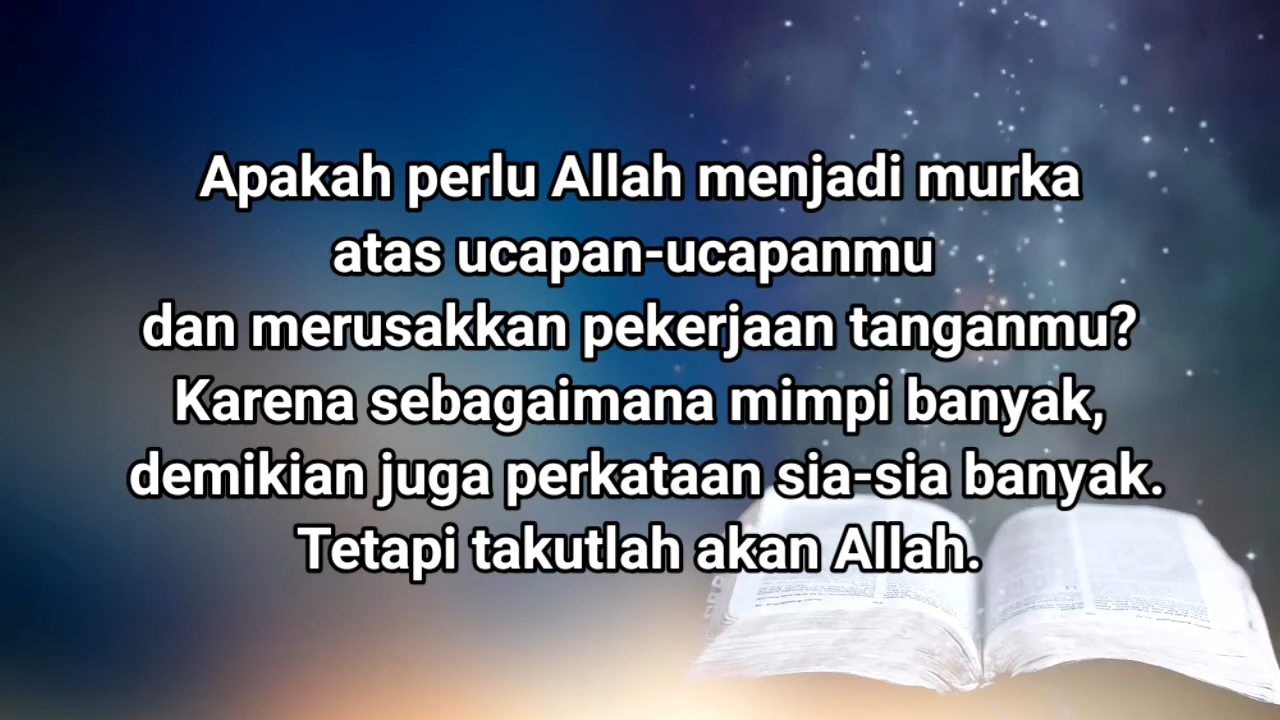 Apakah perlu Allah menjadi murka
atas ucapan-ucapanmu
dan merusakkan pekerjaan tanganmu?
Karena sebagaimana mimpi banyak,
demikian juga perkataan sia-sia banyak.
Tetapi takutlah akan Allah.